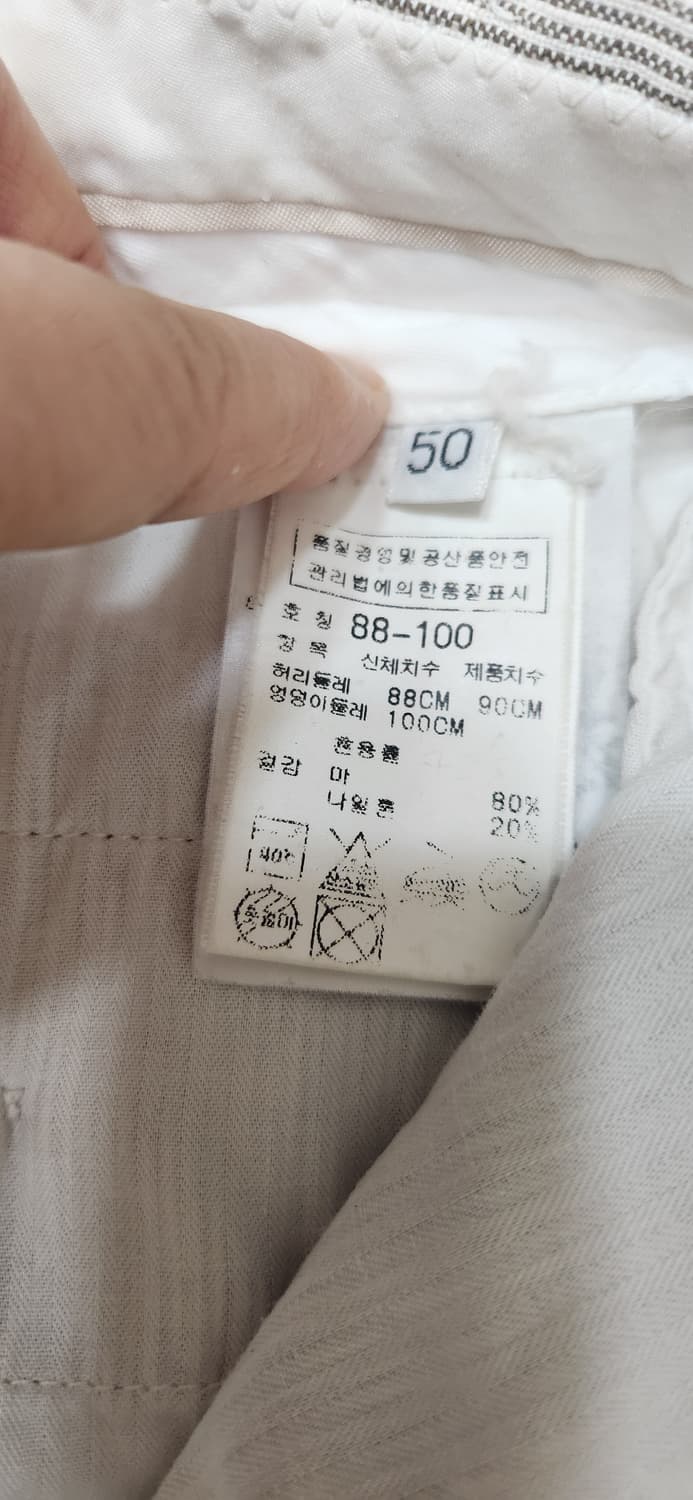 50
품질경영및공산품안전
관리법에의한품질표시
호 칭 88-100
항 목 신체치수 제품치수
허리둘레 88CM 90CM
엉덩이둘레 100CM
혼용률
겉감 마 80%
나일론 20%
40℃